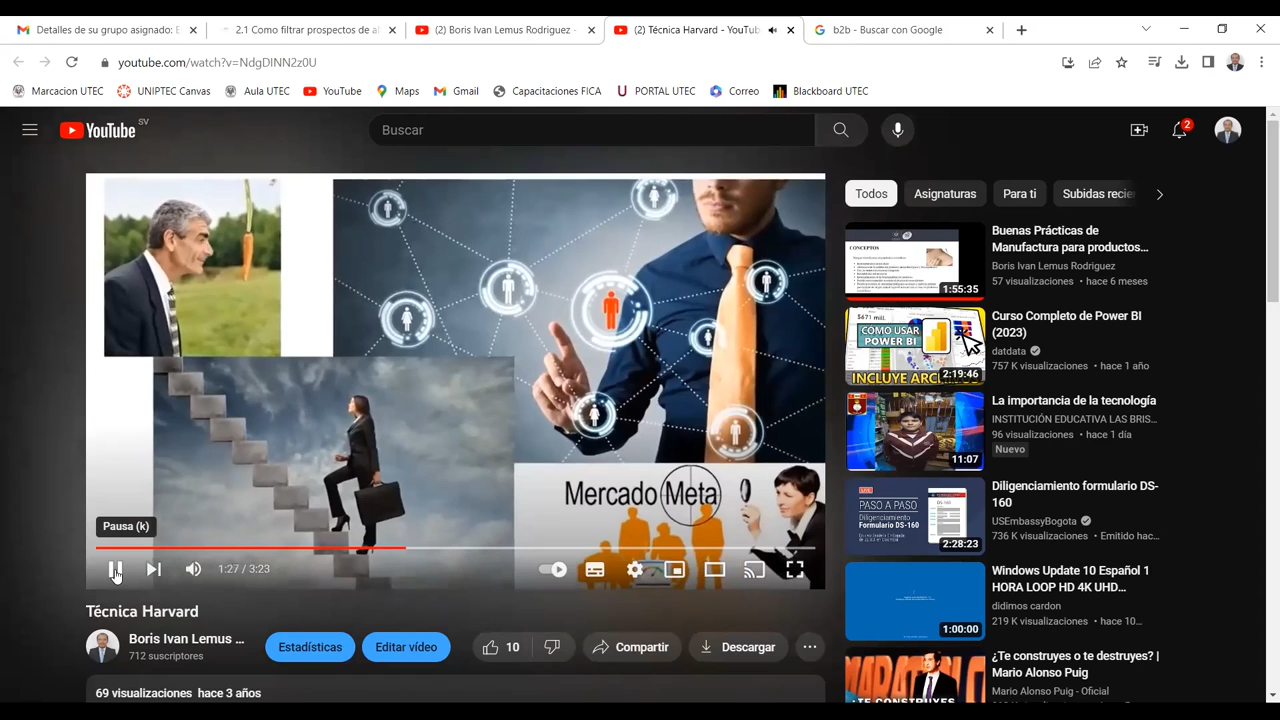 Detalles de su grupo asignado: E
2.1 Como filtrar prospectos de al
(2) Boris Ivan Lemus Rodriguez -
(2) Técnica Harvard - YouTub
b2b - Buscar con Google
youtube.com/watch?v=NdgDINN2z0U
Marcacion UTEC
UNIPTEC Canvas
Aula UTEC
YouTube
Maps
Gmail
Capacitaciones FICA
PORTAL UTEC
Correo
Blackboard UTEC
YouTube SV
Buscar
2
Todos
Asignaturas
Para ti
Subidas recie
CONCEPTOS
1:55:35
Buenas Prácticas de
Manufactura para productos...
Boris Ivan Lemus Rodriguez
57 visualizaciones • hace 6 meses
$671 mill.
CÓMO USAR
POWER BI
INCLUYE ARC
2:19:46
Curso Completo de Power BI
(2023)
datdata
757 K visualizaciones • hace 1 año
11:07
La importancia de la tecnología
INSTITUCIÓN EDUCATIVA LAS BRIS...
96 visualizaciones • hace 1 día
Nuevo
PASO A PASO
Diligenciamiento
Formulario DS-160
2:28:23
Diligenciamiento formulario DS-
160
USEmbassyBogota
736 K visualizaciones • Emitido hac...
1:00:00
Windows Update 10 Español 1
HORA LOOP HD 4K UHD...
didimos cardon
219 K visualizaciones • hace 10...
¿Te construyes o te destruyes? |
Mario Alonso Puig
Mario Alonso Puig - Oficial
Mercado Meta
Pausa (k)
1:27 / 3:23
Técnica Harvard
Boris Ivan Lemus ...
712 suscriptores
Estadísticas
Editar vídeo
10
Compartir
Descargar
69 visualizaciones hace 3 años